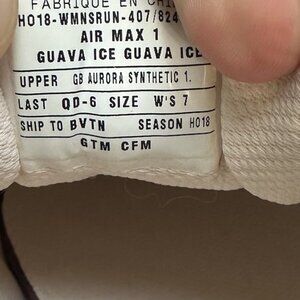 FABRIQUE EN
HO18-WMNSRUN-407/824
AIR MAX 1
GUAVA ICE GUAVA ICE
UPPER GB AURORA SYNTHETIC 1.
LAST QD-6 SIZE W'S 7
SHIP TO BVTN SEASON HO18
GTM CFM